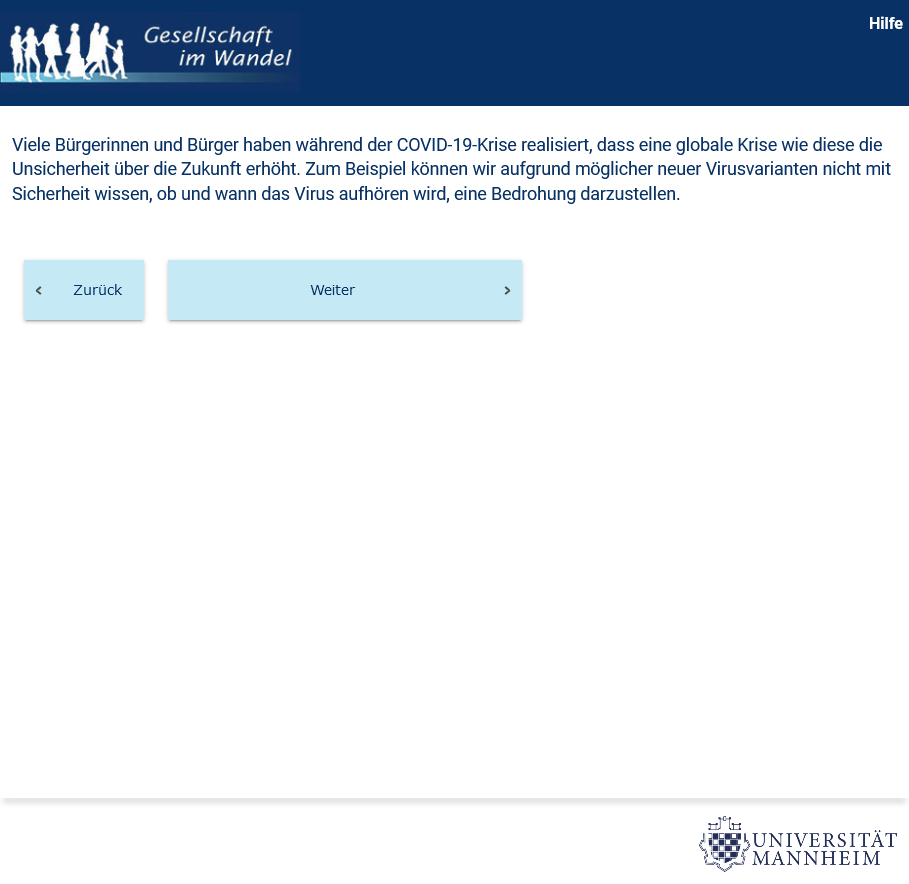 Gesellschaft
im Wandel
Hilfe
Viele Bürgerinnen und Bürger haben während der COVID-19-Krise realisiert, dass eine globale Krise wie diese die
Unsicherheit über die Zukunft erhöht. Zum Beispiel können wir aufgrund möglicher neuer Virusvarianten nicht mit
Sicherheit wissen, ob und wann das Virus aufhören wird, eine Bedrohung darzustellen.
Zurück
Weiter
UNIVERSITÄT
MANNHEIM